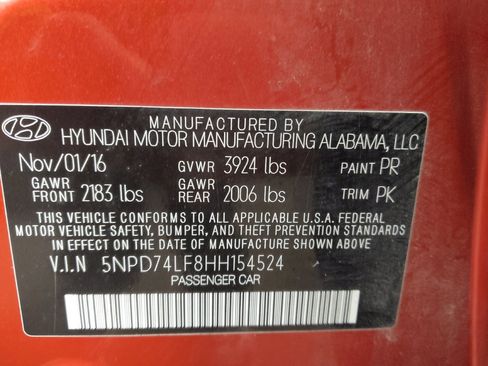 MANUFACTURED BY
HYUNDAI MOTOR MANUFACTURING ALABAMA, LLC
Nov/01/16 GVWR 3924 lbs PAINT PR
GAWR FRONT 2183 lbs GAWR REAR 2006 lbs TRIM PK
THIS VEHICLE CONFORMS TO ALL APPLICABLE U.S.A. FEDERAL
MOTOR VEHICLE SAFETY, BUMPER, AND THEFT PREVENTION STANDARDS
IN EFFECT ON THE DATE OF MANUFACTURE SHOWN ABOVE.
V.I.N 5NPD74LF8HH154524
PASSENGER CAR